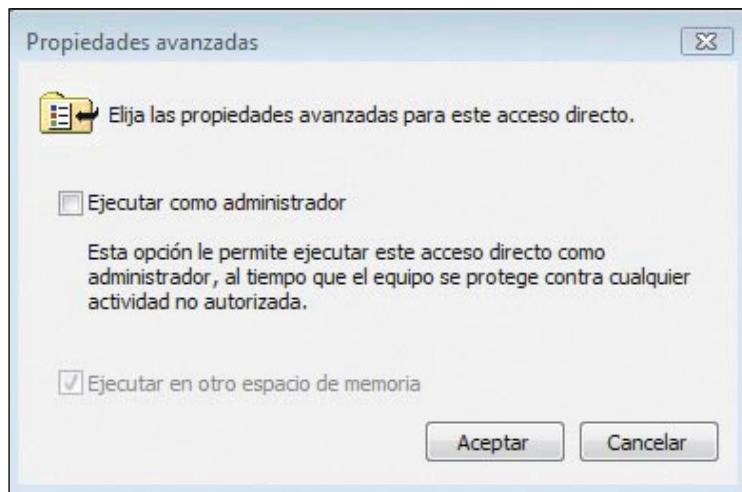 Propiedades avanzadas
Elija las propiedades avanzadas para este acceso directo.
Ejecutar como administrador
Esta opción le permite ejecutar este acceso directo como
administrador, al tiempo que el equipo se protege contra cualquier
actividad no autorizada.
Ejecutar en otro espacio de memoria
Aceptar Cancelar